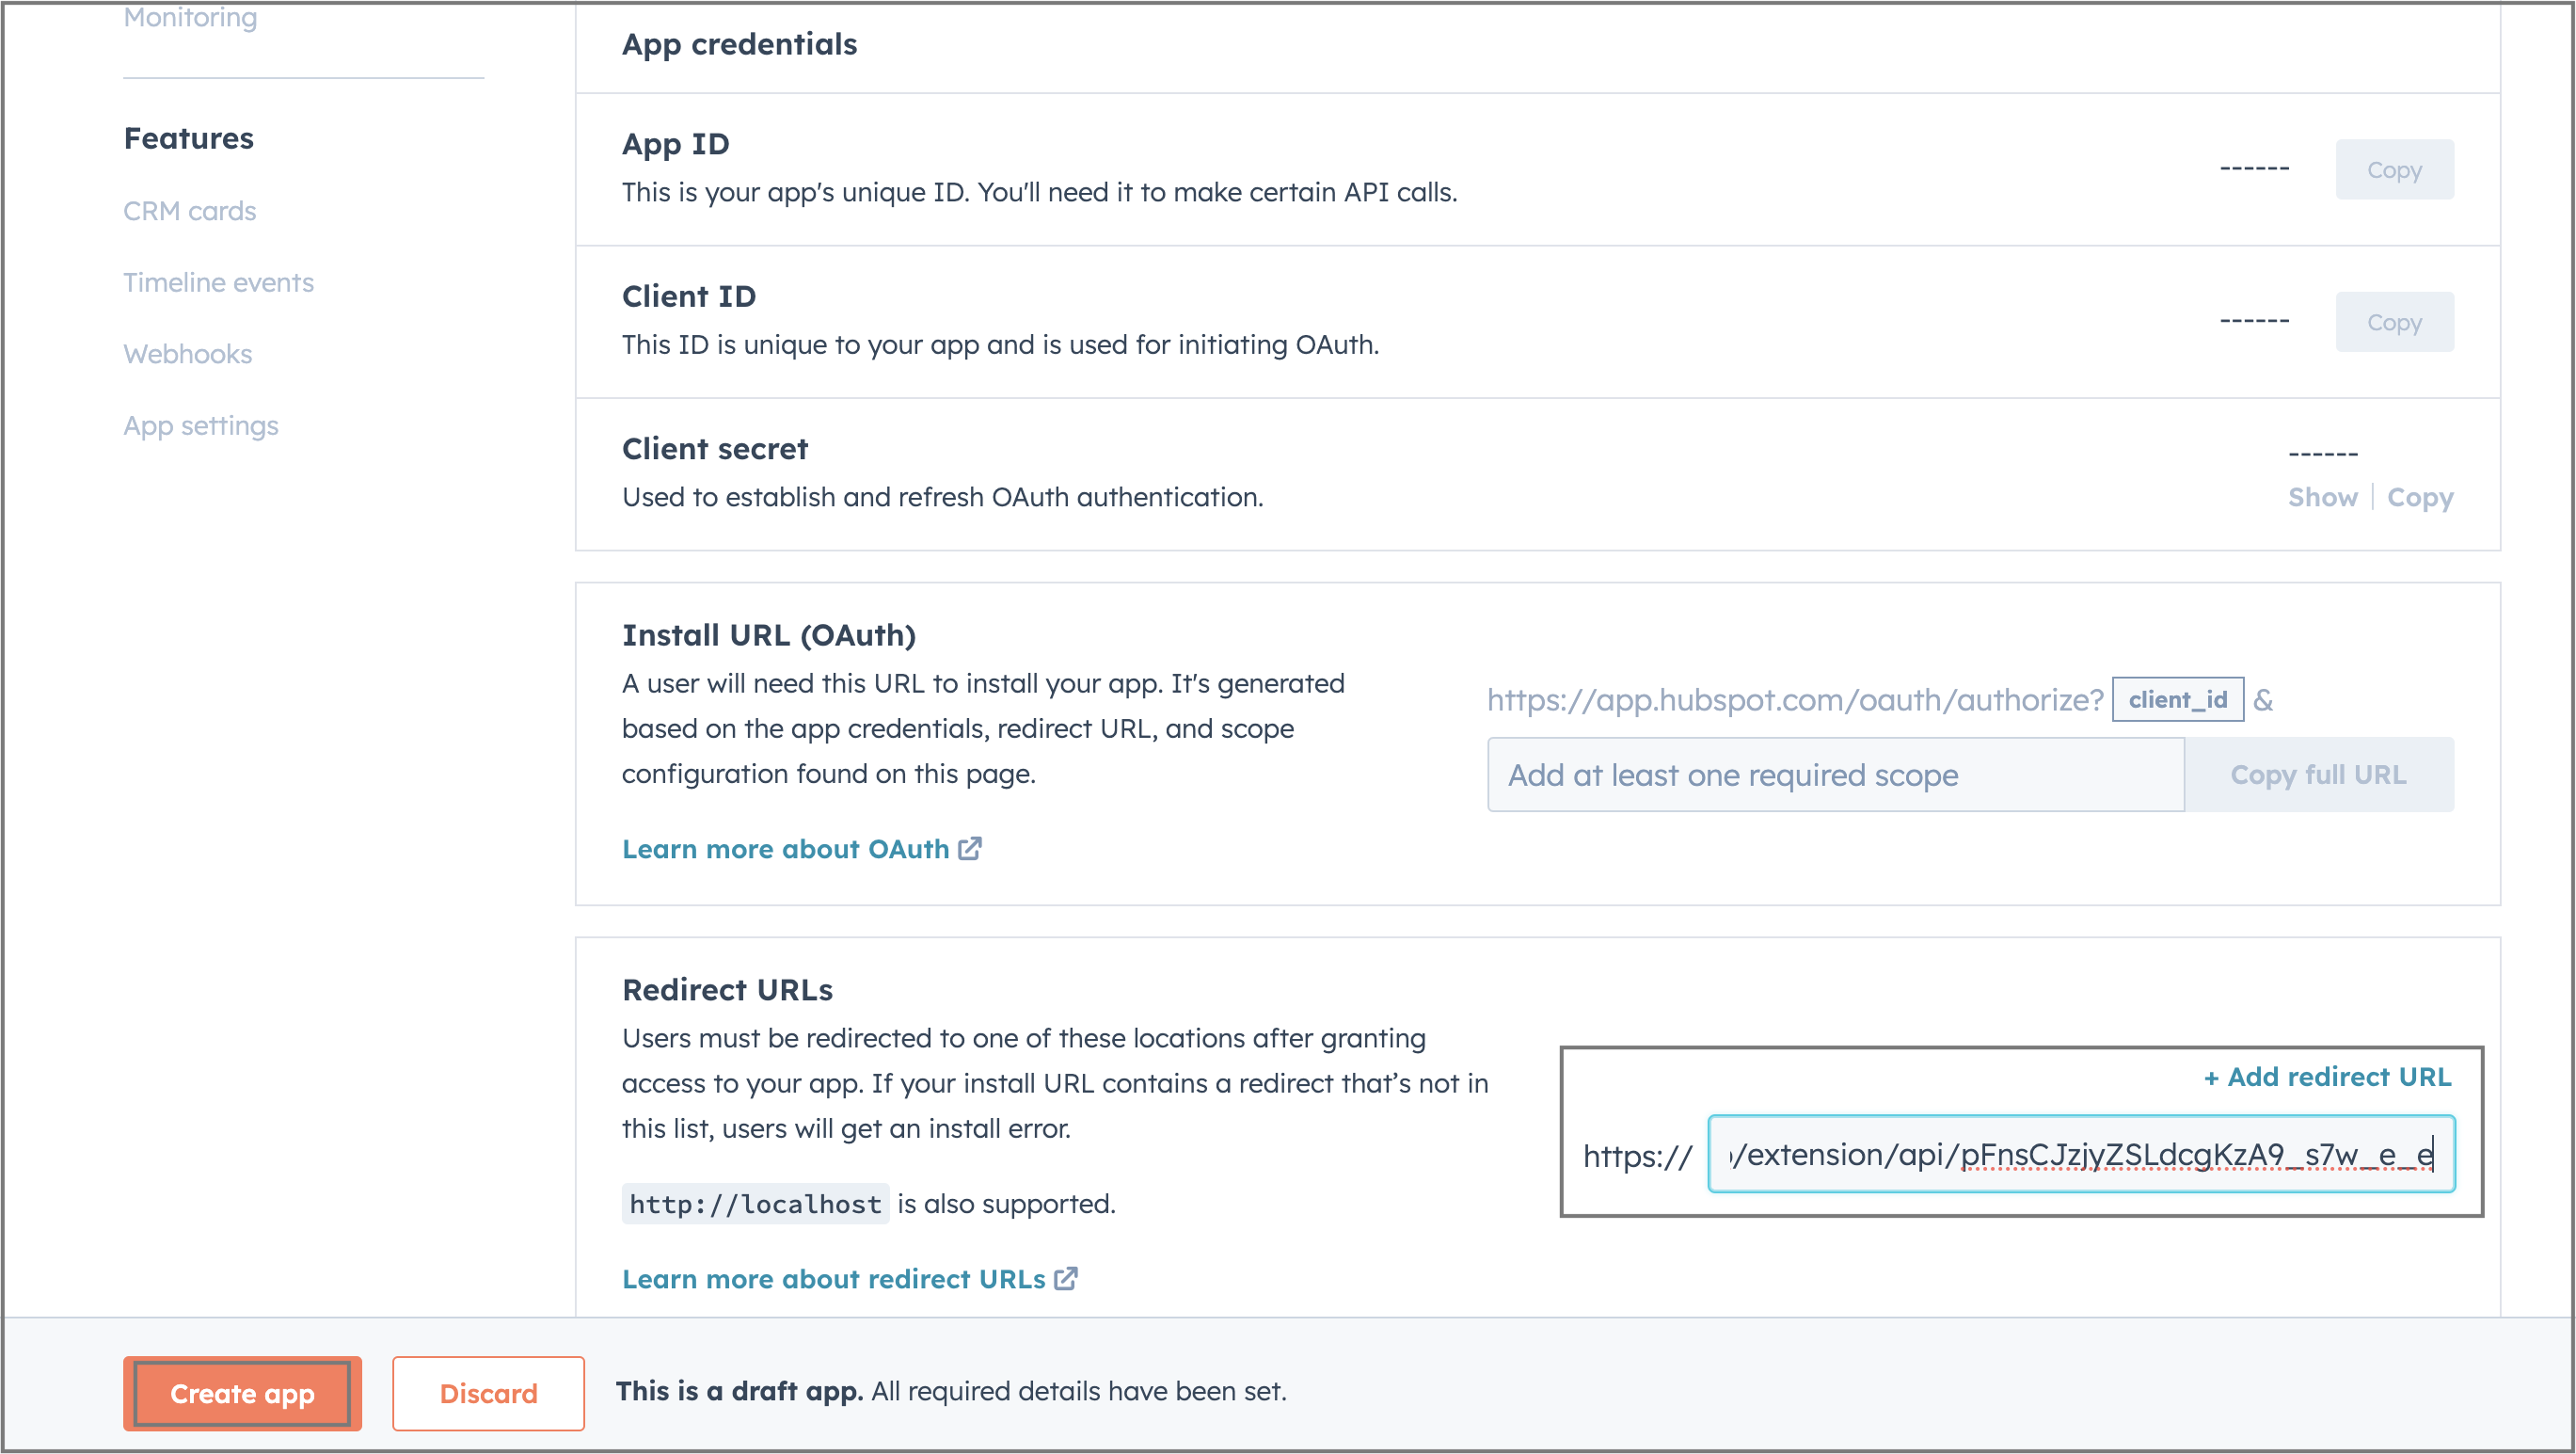 Monitoring
Features
CRM cards
Timeline events
Webhooks
App settings
App credentials
App ID
This is your app's unique ID. You'll need it to make certain API calls.
------ Copy
Client ID
This ID is unique to your app and is used for initiating OAuth.
------ Copy
Client secret
Used to establish and refresh OAuth authentication.
------
Show | Copy
Install URL (OAuth)
A user will need this URL to install your app. It's generated
based on the app credentials, redirect URL, and scope
configuration found on this page.
Learn more about OAuth
https://app.hubspot.com/oauth/authorize? client_id &
Add at least one required scope Copy full URL
Redirect URLs
Users must be redirected to one of these locations after granting
access to your app. If your install URL contains a redirect that’s not in
this list, users will get an install error.
http://localhost is also supported.
Learn more about redirect URLs
+ Add redirect URL
https:// /extension/api/pFnsCJzjyZSLdcgKzA9_s7w_e_e
Create app Discard This is a draft app. All required details have been set.